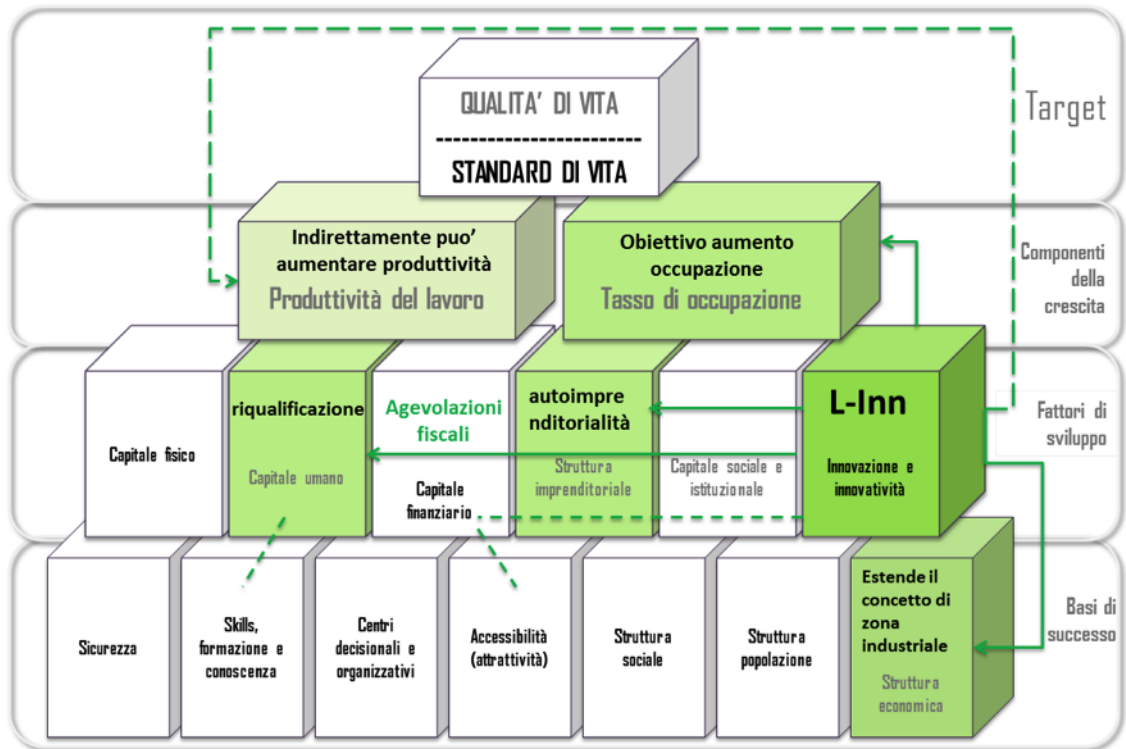 QUALITA' DI VITA
------------------------
STANDARD DI VITA
Target
Indirettamente puo'
aumentare produttività
Produttività del lavoro
Obiettivo aumento
occupazione
Tasso di occupazione
Componenti
della
crescita
Capitale fisico
riqualificazione
Capitale umano
Agevolazioni
fiscali
Capitale
finanziario
autoimpre
nditorialità
Struttura
imprenditoriale
Capitale sociale e
istituzionale
L-Inn
Innovazione e
innovatività
Fattori di
sviluppo
Sicurezza
Skills,
formazione e
conoscenza
Centri
decisionali e
organizzativi
Accessibilità
(attrattività)
Struttura
sociale
Struttura
popolazione
Estende il
concetto di
zona
industriale
Struttura
economica
Basi di
successo